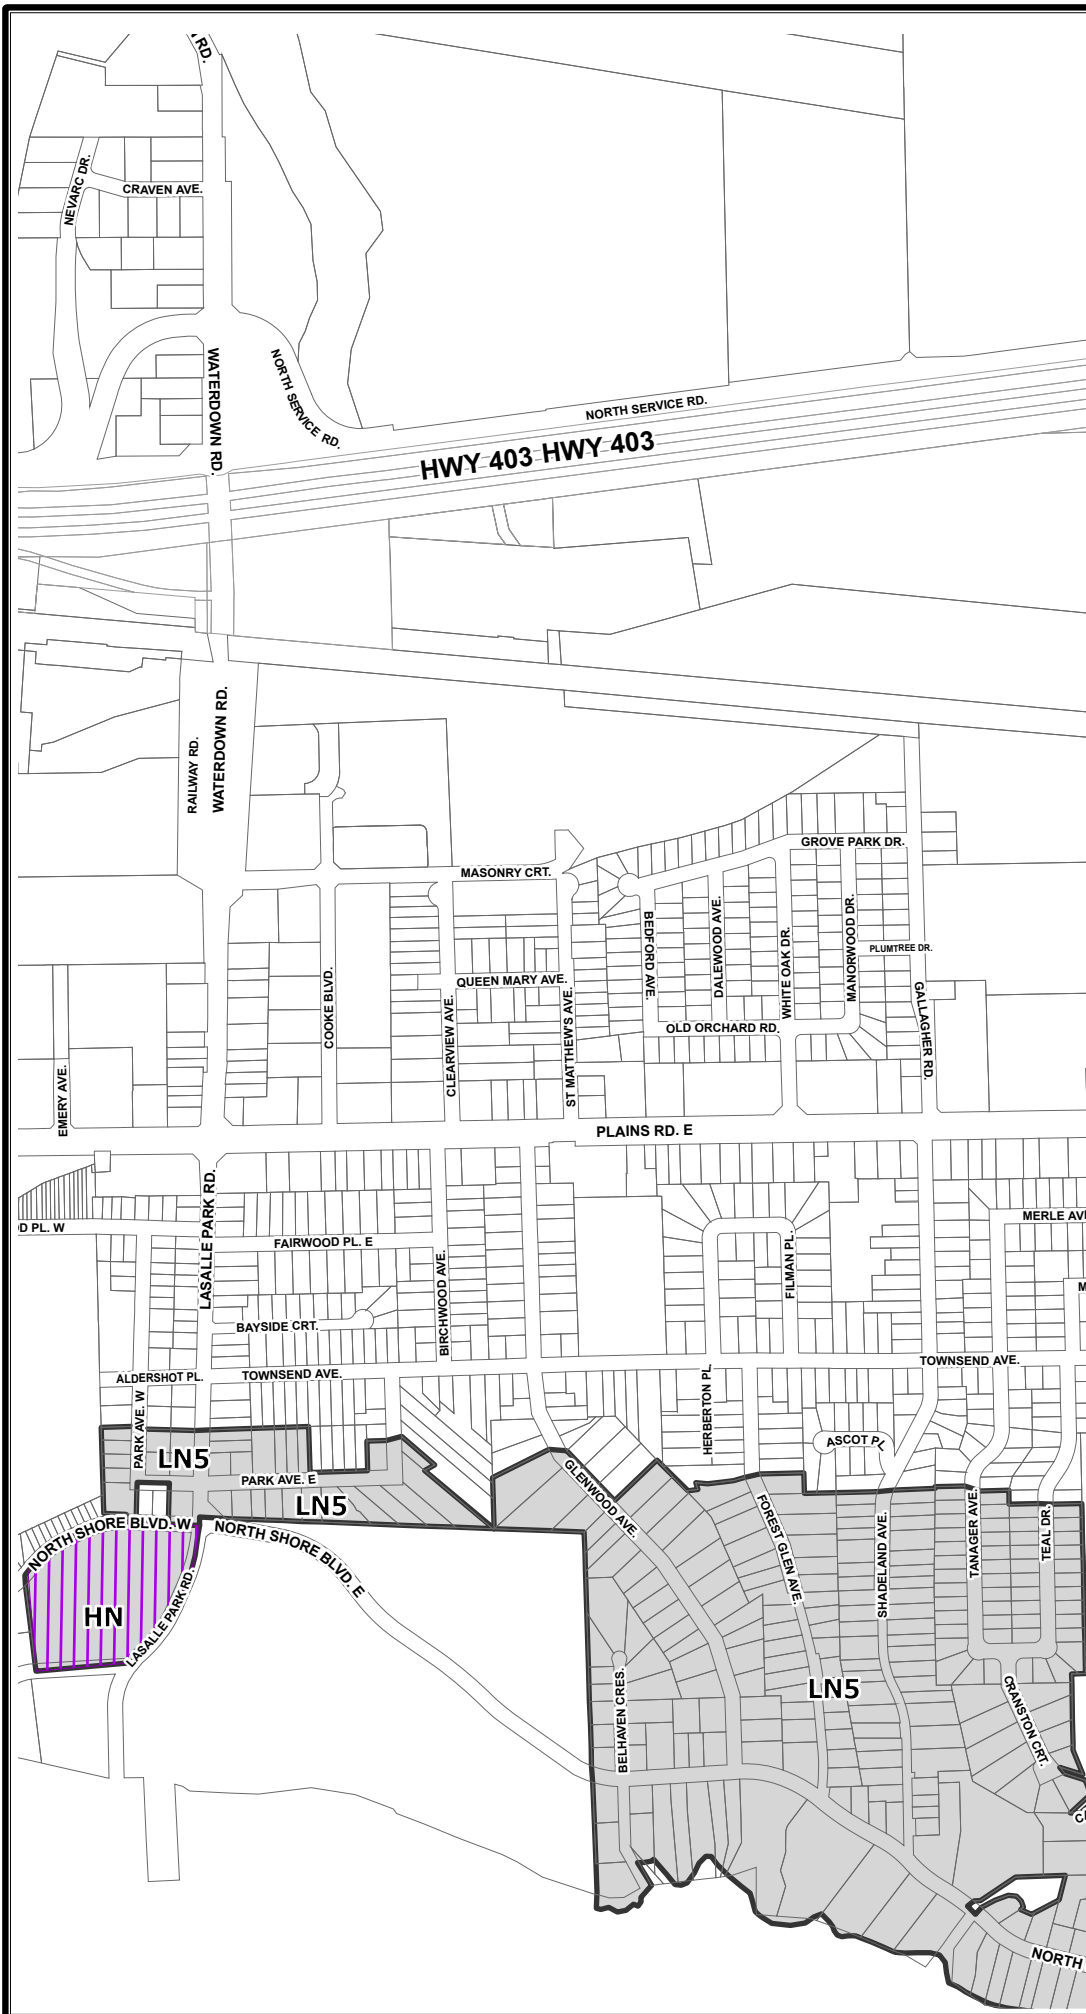 RD.
NEVARC DR.
CRAVEN AVE.
WATERDOWN RD.
NORTH SERVICE RD.
NORTH SERVICE RD.
HWY 403 HWY 403
RAILWAY RD.
WATERDOWN RD.
GROVE PARK DR.
MASONRY CRT.
BEDFORD AVE.
DALEWOOD AVE.
WHITE OAK DR.
MANORWOOD DR.
PLUMTREE DR.
COOKE BLVD.
QUEEN MARY AVE.
CLEARVIEW AVE.
ST MATTHEW'S AVE.
OLD ORCHARD RD.
GALLAGHER RD.
EMERY AVE.
PLAINS RD. E
LASALLE PARK RD.
OD PL. W
FAIRWOOD PL. E
BIRCHWOOD AVE.
FILMAN PL.
MERLE AVE
M
BAYSIDE CRT.
ALDERSHOT PL.
TOWNSEND AVE.
TOWNSEND AVE.
HERBERTON PL.
PARK AVE. W
LN5
PARK AVE. E
LN5
ASCOT PL
GLENWOOD AVE.
FOREST GLEN AVE.
SHADELAND AVE.
TANAGER AVE.
TEAL DR.
NORTH SHORE BLVD. W
NORTH SHORE BLVD. E
HN
LASALLE PARK RD.
BELHAVEN CRES.
LN5
CRANSTON CRT.
NORTH